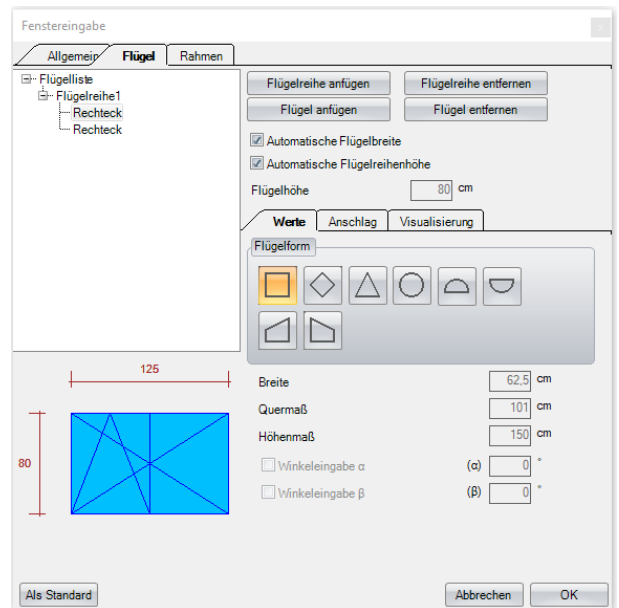 Fenstereingabe
Allgemein Flügel Rahmen
Flügelliste
Flügelreihe1
Rechteck
Rechteck
Flügelreihe anfügen Flügelreihe entfernen
Flügel anfügen Flügel entfernen
Automatische Flügelbreite
Automatische Flügelreihenhöhe
Flügelhöhe 80 cm
Werte Anschlag Visualisierung
Flügelform
Breite 62,5 cm
Quermaß 101 cm
Höhenmaß 150 cm
Winkeleingabe α (α) 0 °
Winkeleingabe β (β) 0 °
125
80
Als Standard Abbrechen OK